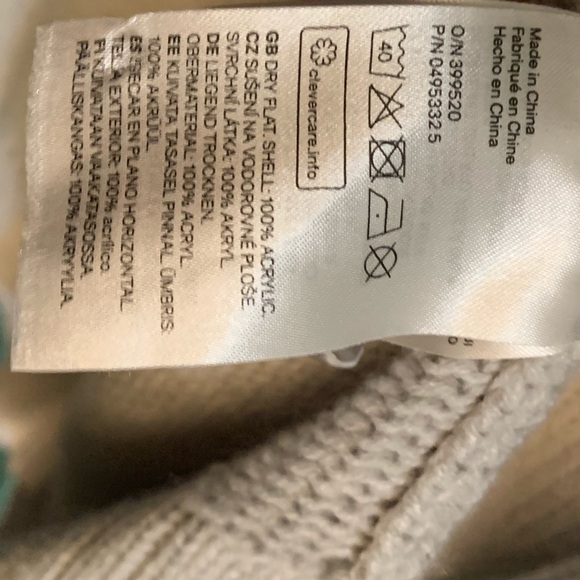 Made in China
Fabriqué en Chine
Hecho en China
O/N 399520
P/N 04953325
40
clevercare.info
GB DRY FLAT. SHELL: 100% ACRYLIC.
CZ SUŠENÍ NA VODOROVNÉ PLOŠE.
SVRCHNÍ LÁTKA: 100% AKRYL
DE LIEGEND TROCKNEN.
OBERMATERIAL: 100% ACRYL.
EE KUIVATA TASASEL PINNAL. ÜMBRIS:
100% AKRÜÜL.
ES SECAR EN PLANO HORIZONTAL.
TELA EXTERIOR: 100% acrílico.
FI KUIVATAAN VAAKATASOSSA.
PÄÄLLISKANGAS: 100% AKRYYLIA.